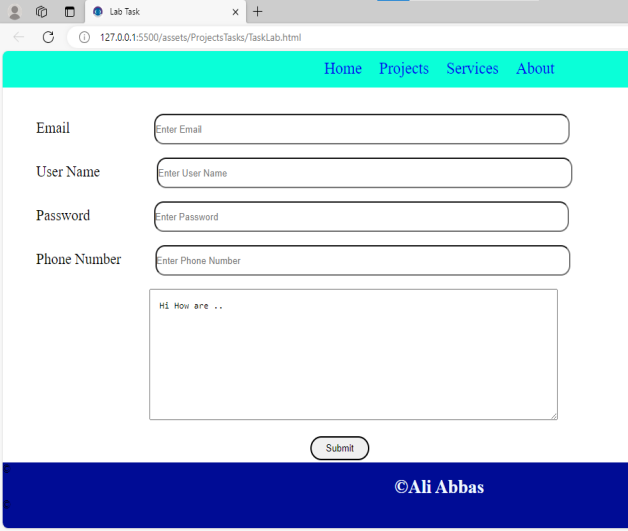 Lab Task
127.0.0.1:5500/assets/ProjectsTasks/TaskLab.html
Home Projects Services About
Email Enter Email
User Name Enter User Name
Password Enter Password
Phone Number Enter Phone Number
Hi How are ..
Submit
©Ali Abbas